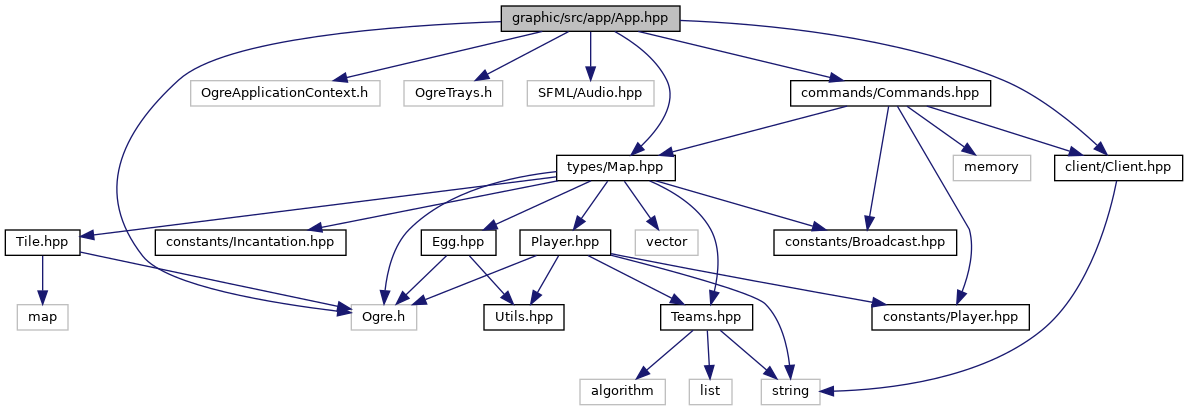 graphic/src/app/App.hpp
OgreApplicationContext.h
OgreTrays.h
SFML/Audio.hpp
commands/Commands.hpp
types/Map.hpp
memory
client/Client.hpp
Tile.hpp
constants/Incantation.hpp
Egg.hpp
Player.hpp
vector
constants/Broadcast.hpp
map
Ogre.h
Utils.hpp
Teams.hpp
constants/Player.hpp
algorithm
list
string